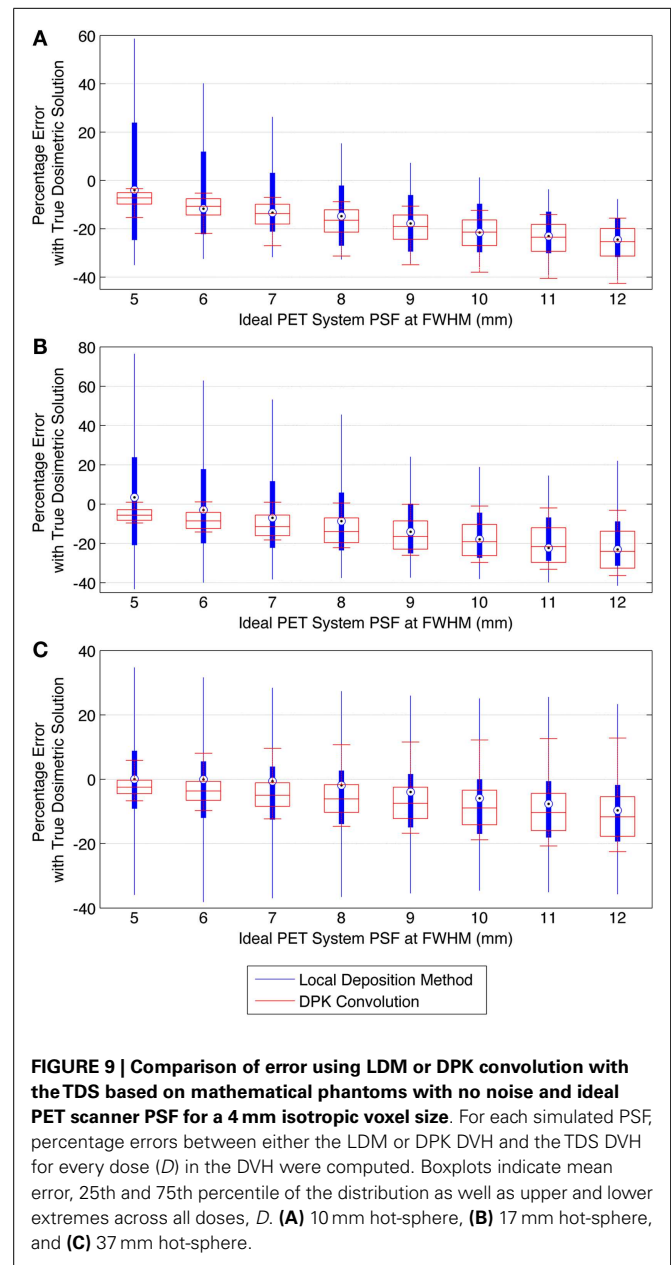 A
60
40
20
0
-20
-40
Percentage Error
with True Dosimetric Solution
5 6 7 8 9 10 11 12
Ideal PET System PSF at FWHM (mm)
B
80
60
40
20
0
-20
-40
Percentage Error
with True Dosimetric Solution
5 6 7 8 9 10 11 12
Ideal PET System PSF at FWHM (mm)
C
40
20
0
-20
-40
Percentage Error
with True Dosimetric Solution
5 6 7 8 9 10 11 12
Ideal PET System PSF at FWHM (mm)
Local Deposition Method
DPK Convolution
FIGURE 9 | Comparison of error using LDM or DPK convolution with
the TDS based on mathematical phantoms with no noise and ideal
PET scanner PSF for a 4 mm isotropic voxel size. For each simulated PSF,
percentage errors between either the LDM or DPK DVH and the TDS DVH
for every dose (D) in the DVH were computed. Boxplots indicate mean
error, 25th and 75th percentile of the distribution as well as upper and lower
extremes across all doses, D. (A) 10 mm hot-sphere, (B) 17 mm hot-sphere,
and (C) 37 mm hot-sphere.